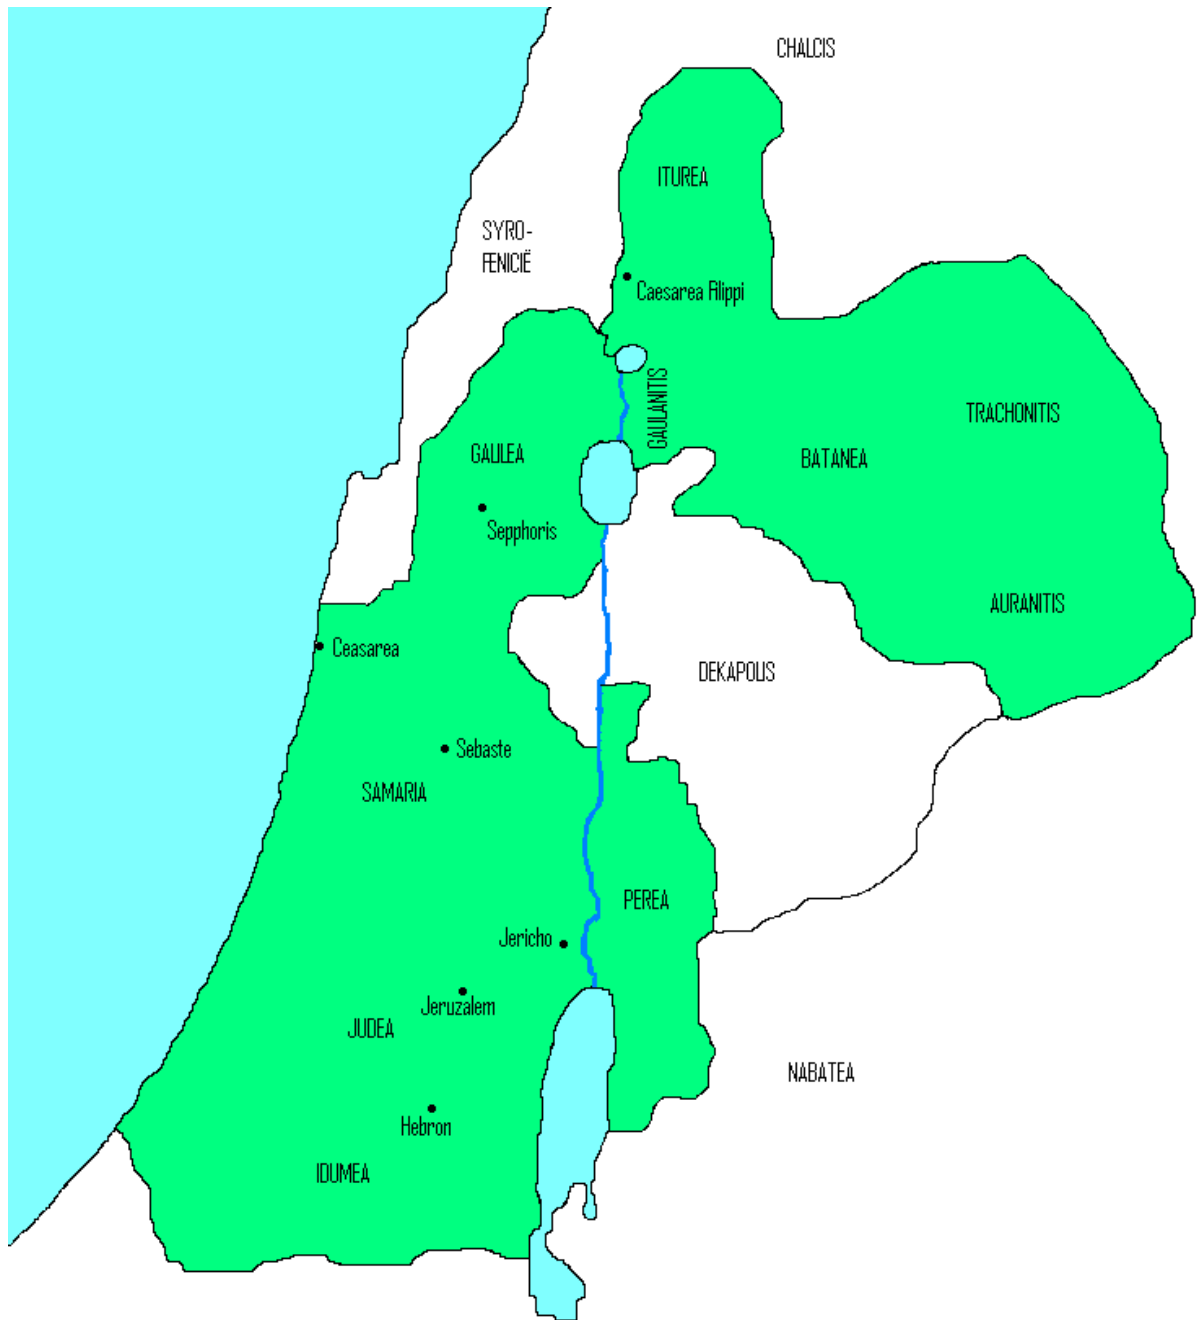 CHALCIS
ITUREA
SYRO-
FENICIË
Caesarea Filippi
GAULANITIS
TRACHONITIS
GALILEA
BATANEA
Sepphoris
AURANITIS
Ceasarea
DEKAPOLIS
Sebaste
SAMARIA
PEREA
Jericho
Jeruzalem
JUDEA
NABATEA
Hebron
IDUMEA